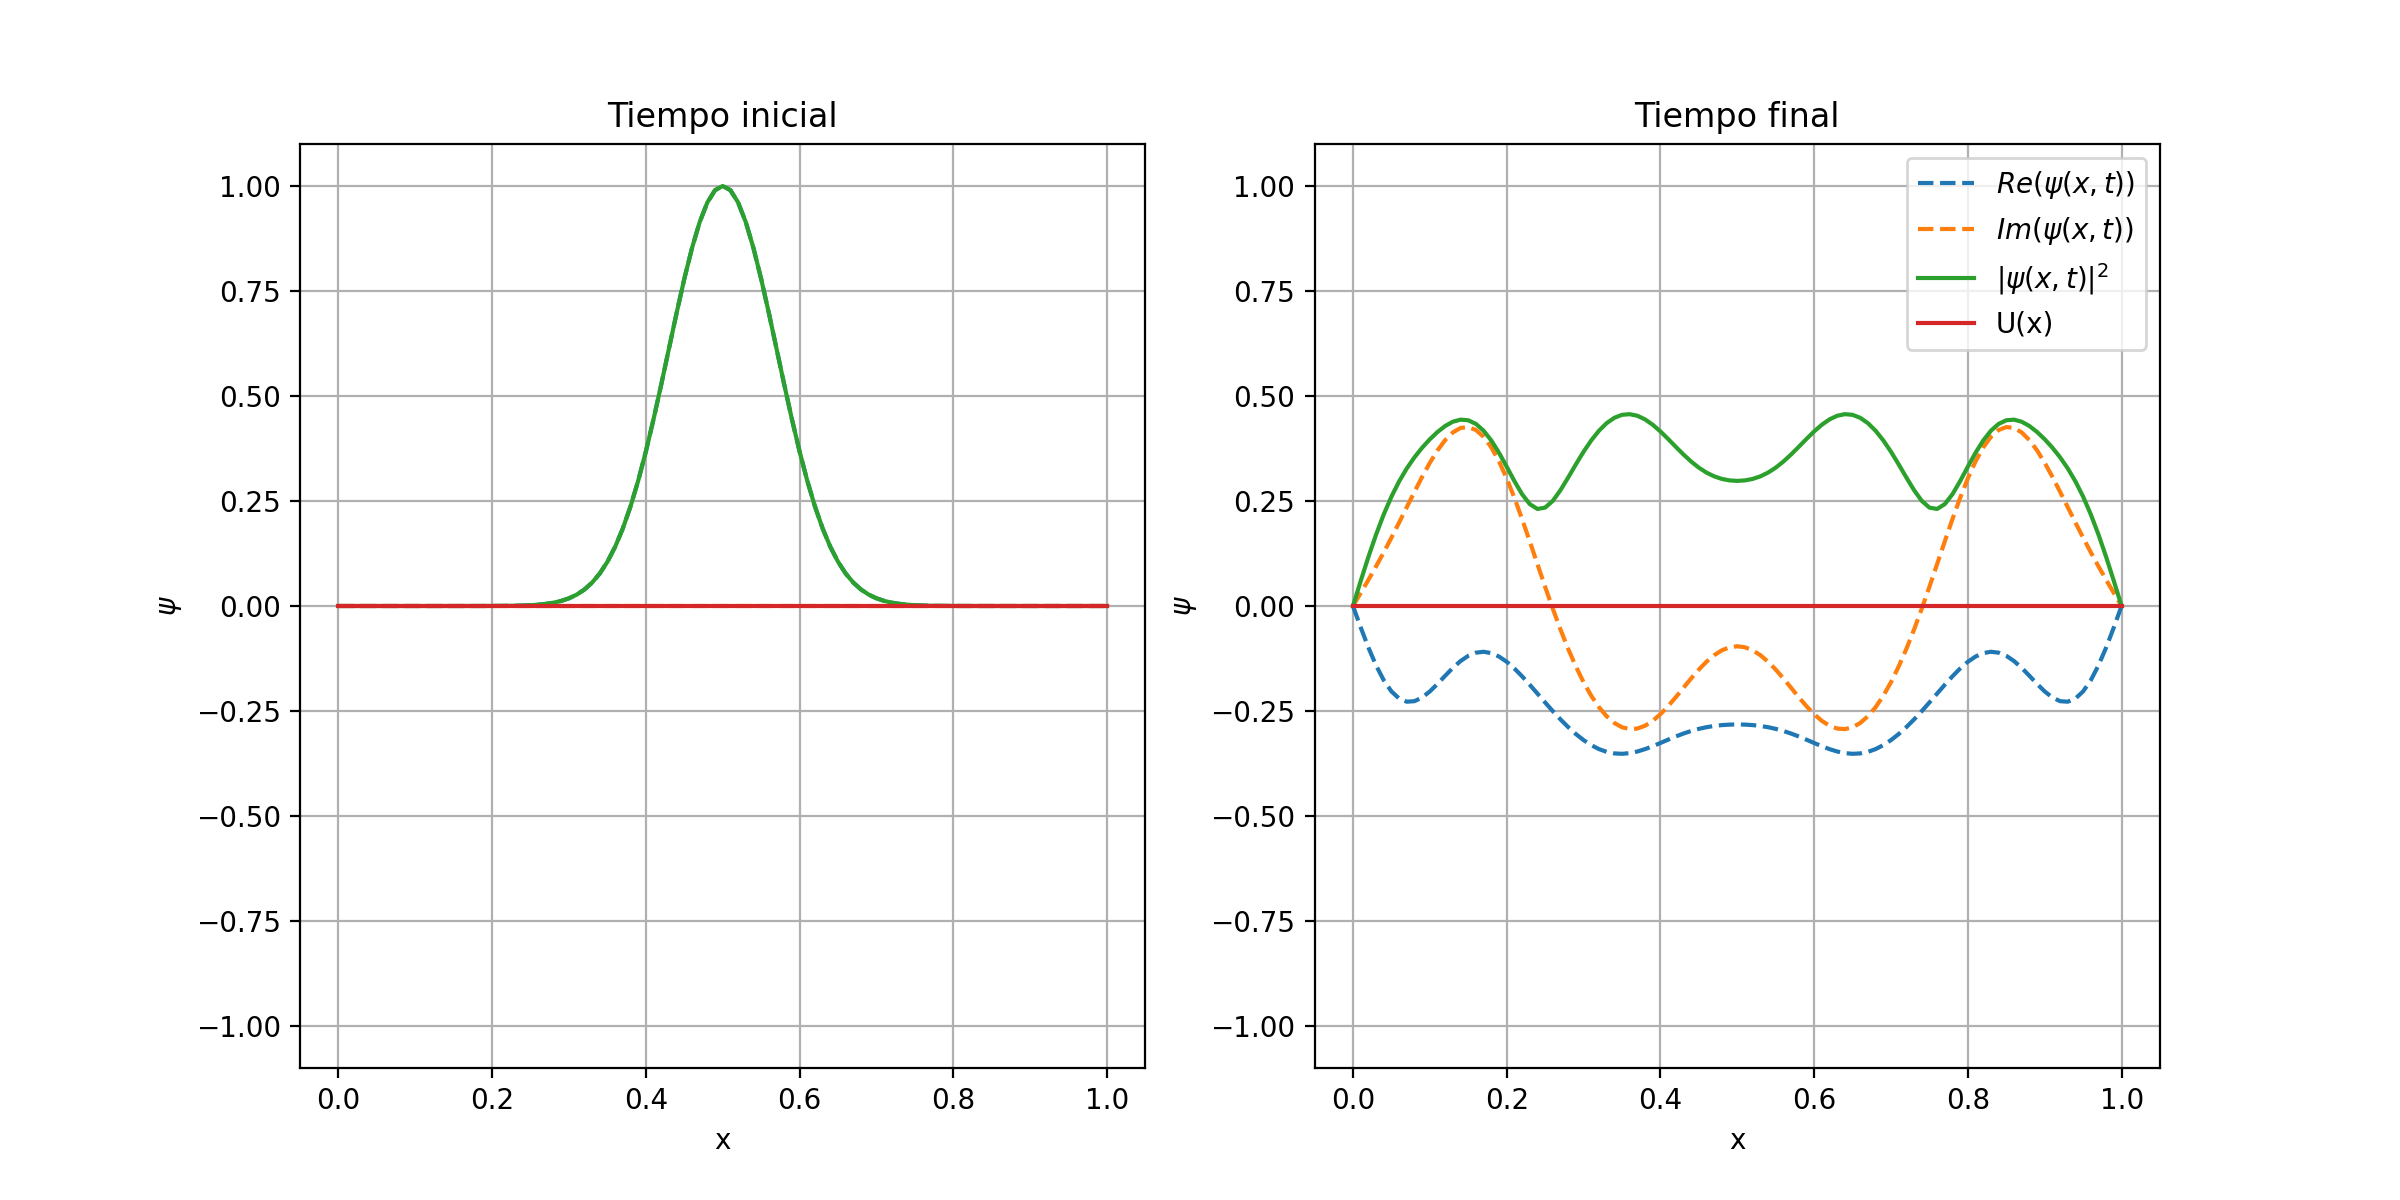 Tiempo inicial
1.00
0.75
0.50
0.25
0.00
−0.25
−0.50
−0.75
−1.00
ψ
0.0 0.2 0.4 0.6 0.8 1.0
x
Tiempo final
Re(ψ(x, t))
Im(ψ(x, t))
|ψ(x, t)|²
U(x)
1.00
0.75
0.50
0.25
0.00
−0.25
−0.50
−0.75
−1.00
ψ
0.0 0.2 0.4 0.6 0.8 1.0
x